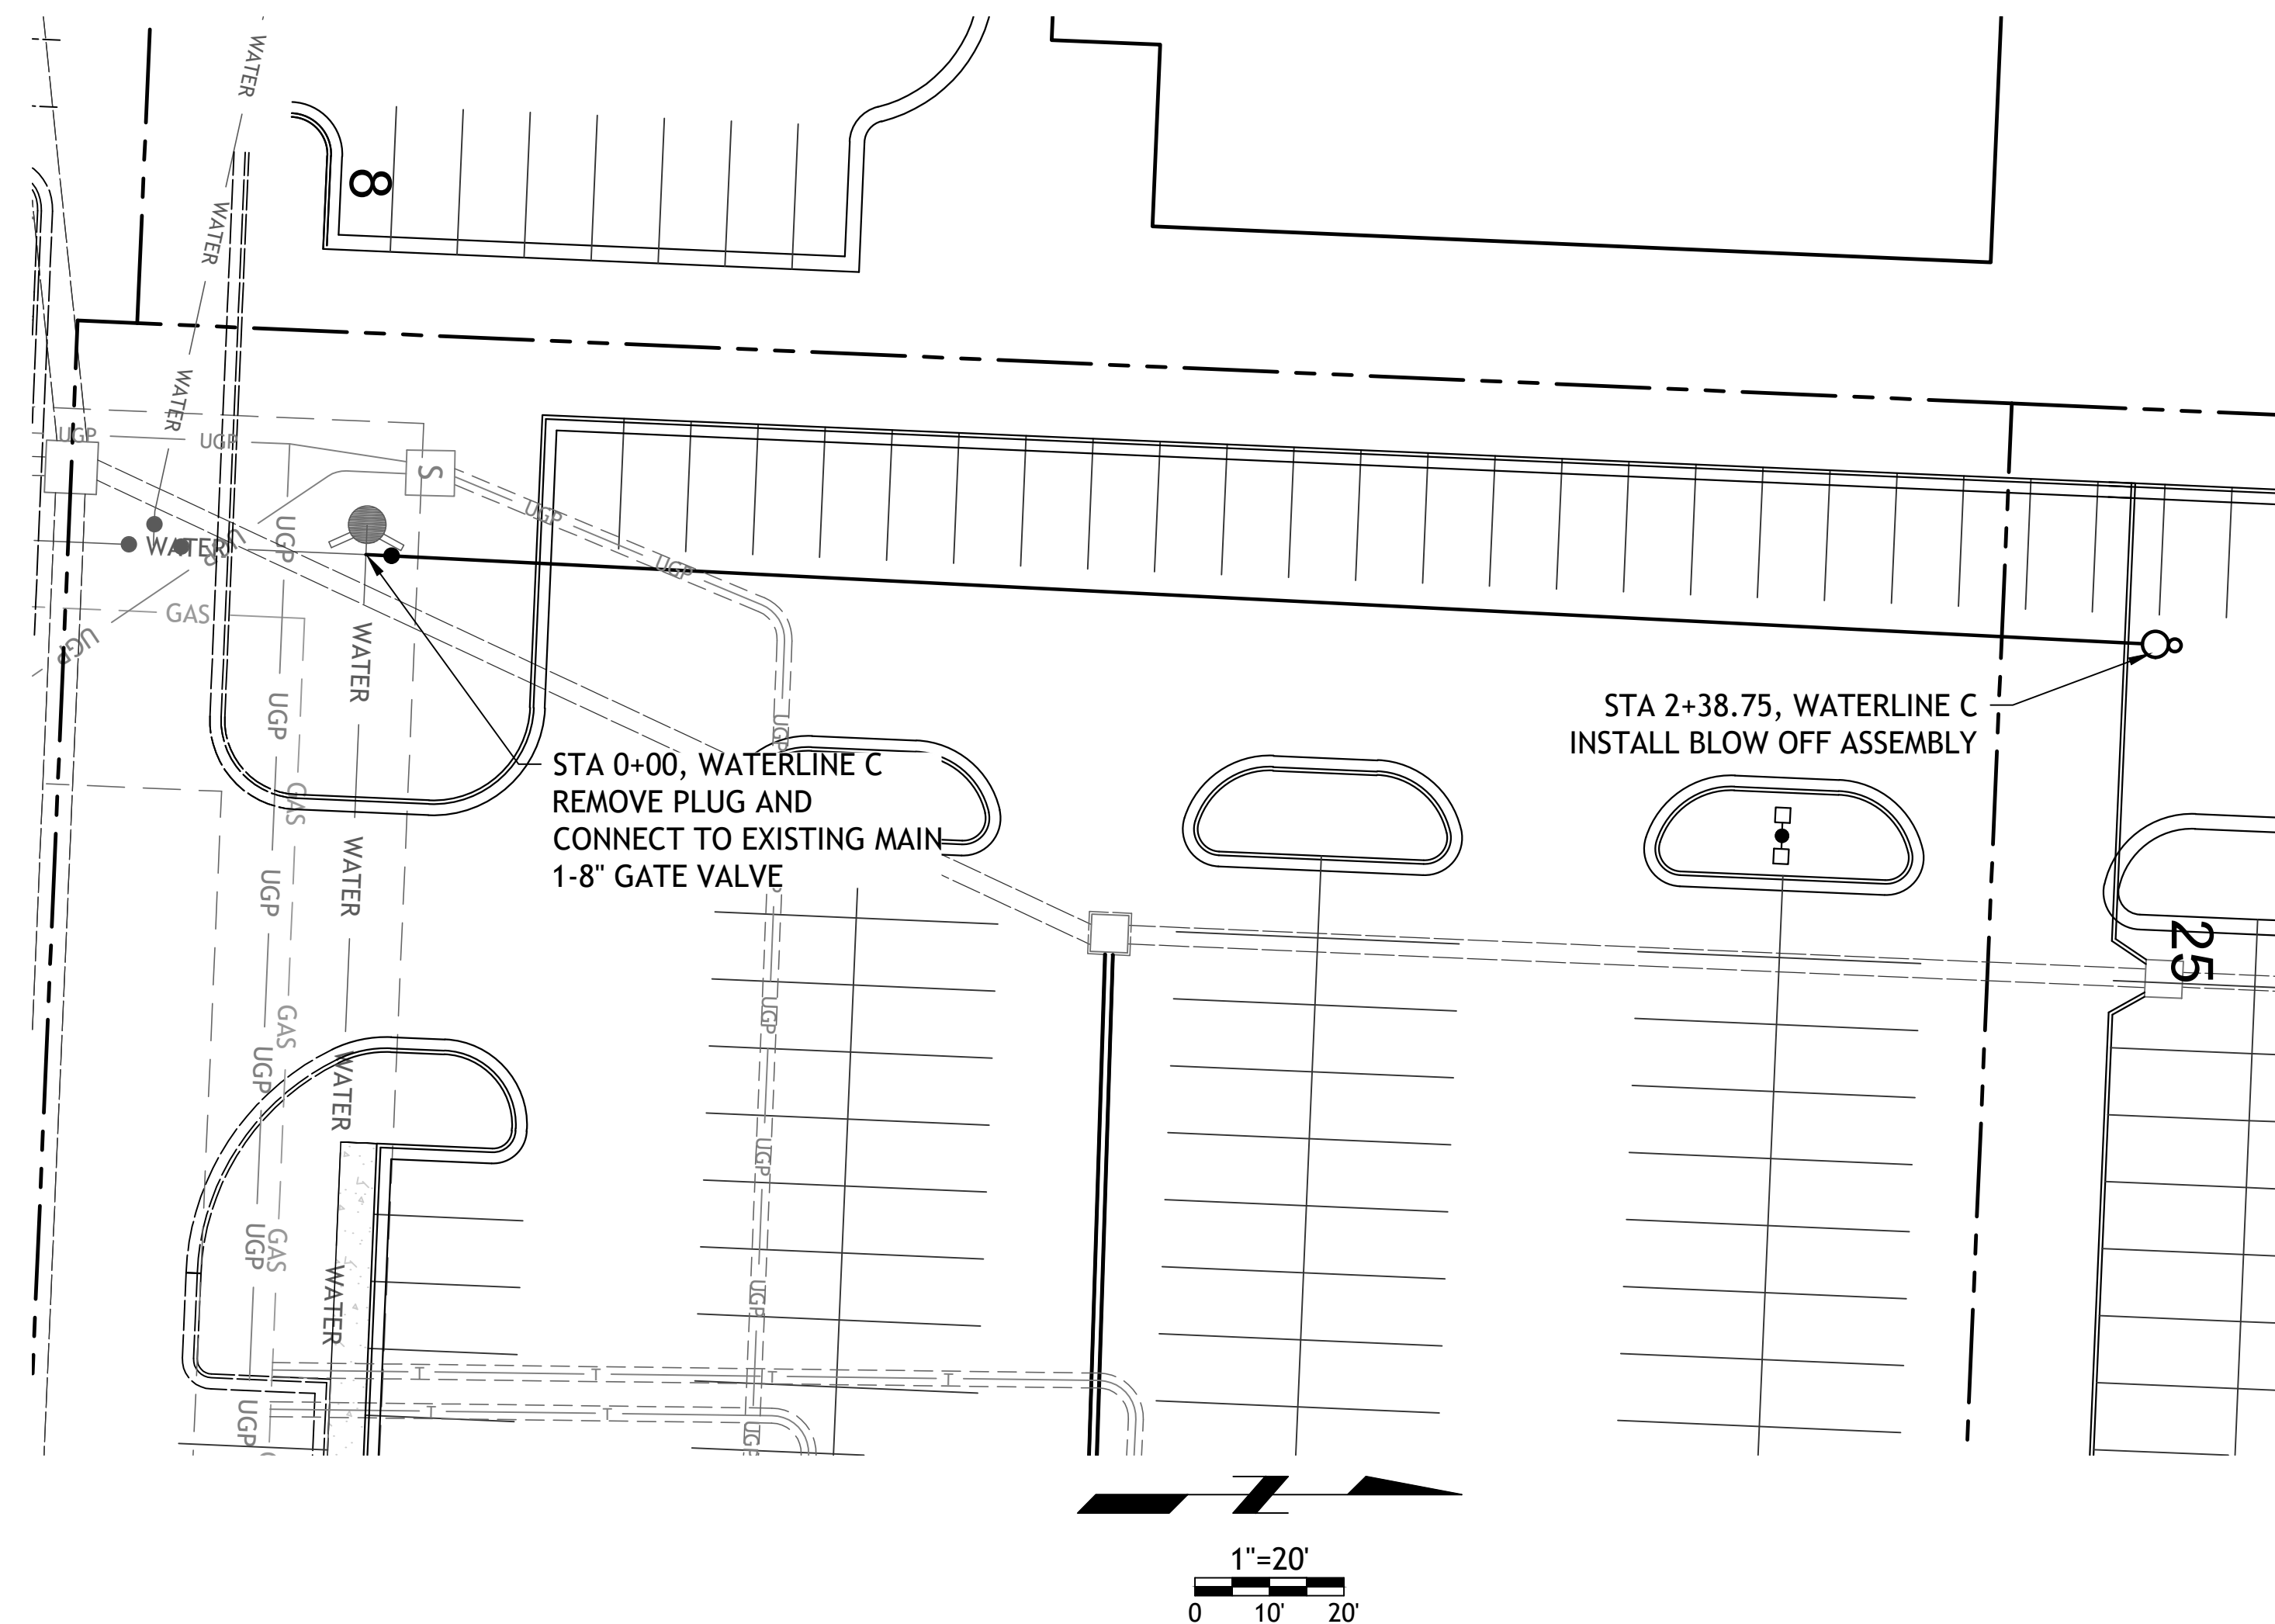 WATER
8
WATER
WATER
UGP
UGP
S
UGP
WATER
UGP
UGP
UGP
GAS
UGP
WATER
UGP
UGP
STA 2+38.75, WATERLINE C
INSTALL BLOW OFF ASSEMBLY
STA 0+00, WATERLINE C
REMOVE PLUG AND
CONNECT TO EXISTING MAIN
1-8" GATE VALVE
GAS
WATER
UGP
25
UGP
GAS
UGP
WATER
UGP
UGP
GAS
WATER
UGP
T
T
T
T
UGP
T
T
UGP
N
1"=20'
0 10' 20'